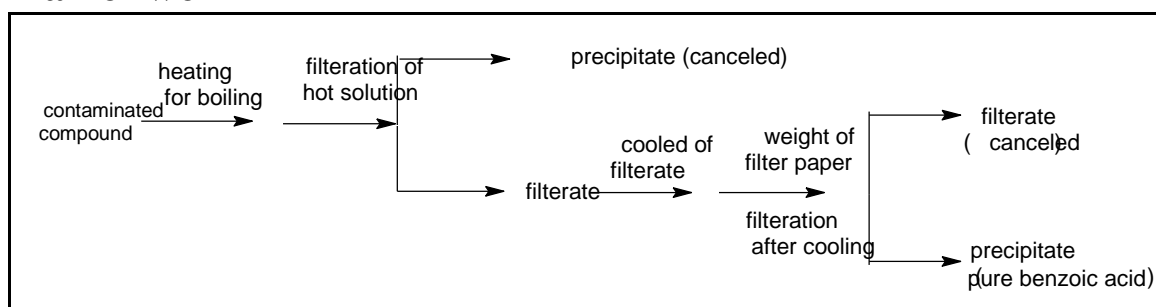 precipitate (canceled)
heating
for boiling
filteration of
hot solution
contaminated
compound
filterate
cooled of
filterate
weight of
filter paper
filteration
after cooling
filterate
( canceled)
precipitate
(pure benzoic acid)